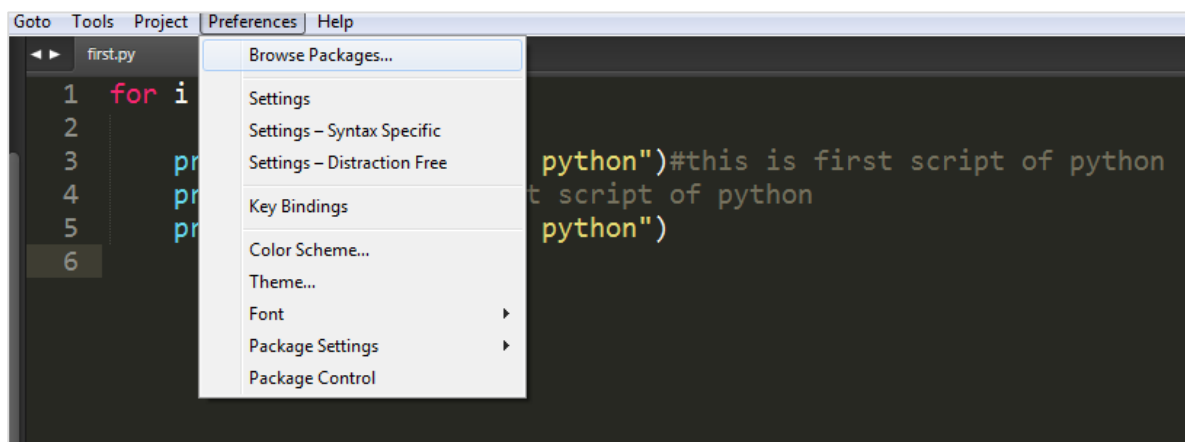 Goto Tools Project Preferences Help
first.py
Browse Packages...
Settings
Settings – Syntax Specific
Settings – Distraction Free
Key Bindings
Color Scheme...
Theme...
Font
Package Settings
Package Control
1 for i
2
3 pr python")#this is first script of python
4 pr t script of python
5 pr python")
6